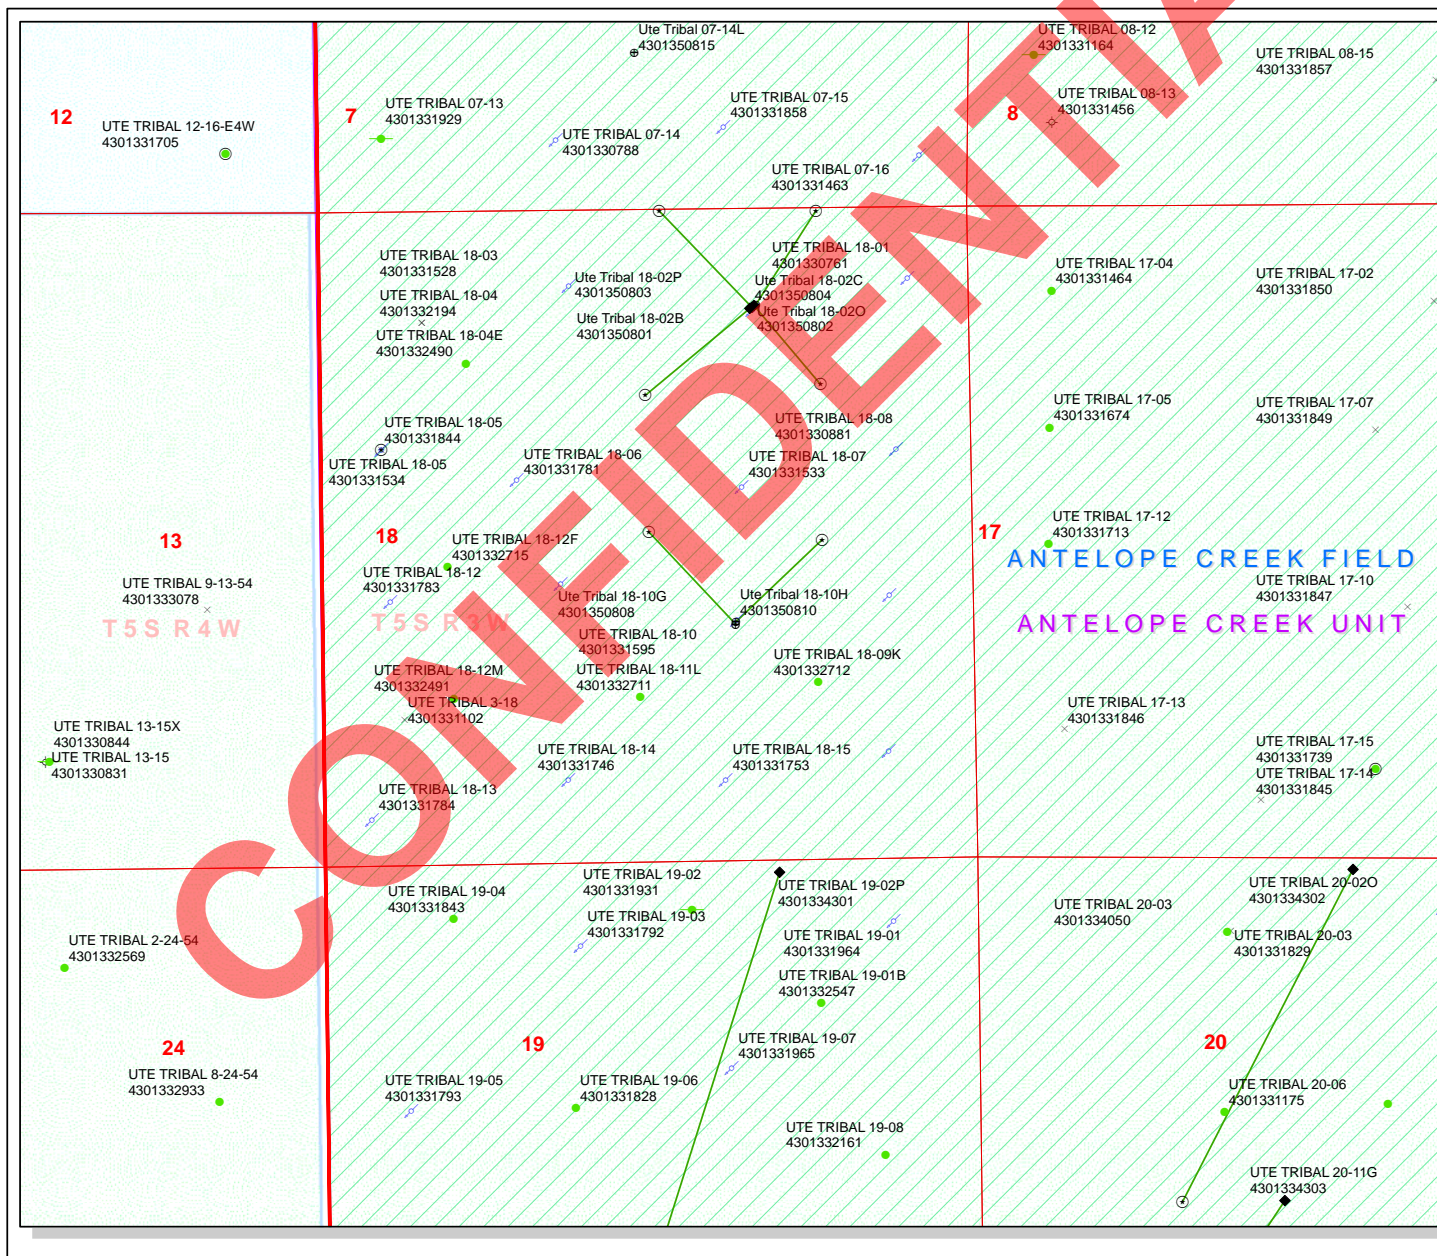 Ute Tribal 07-14L
4301350815
UTE TRIBAL 08-12
4301331164
UTE TRIBAL 08-15
4301331857
12
UTE TRIBAL 12-16-E4W
4301331705
7
UTE TRIBAL 07-13
4301331929
UTE TRIBAL 07-14
4301330788
UTE TRIBAL 07-15
4301331858
UTE TRIBAL 07-16
4301331463
8
UTE TRIBAL 08-13
4301331456
UTE TRIBAL 18-03
4301331528
UTE TRIBAL 18-04
4301332194
UTE TRIBAL 18-04E
4301332490
Ute Tribal 18-02P
4301350803
Ute Tribal 18-02B
4301350801
UTE TRIBAL 18-01
4301330761
Ute Tribal 18-02C
4301350804
Ute Tribal 18-02O
4301350802
UTE TRIBAL 17-04
4301331464
UTE TRIBAL 17-02
4301331850
UTE TRIBAL 18-05
4301331844
UTE TRIBAL 18-05
4301331534
UTE TRIBAL 18-06
4301331781
UTE TRIBAL 18-08
4301330881
UTE TRIBAL 18-07
4301331533
UTE TRIBAL 17-05
4301331674
UTE TRIBAL 17-07
4301331849
13
18
17
UTE TRIBAL 18-12F
4301332715
UTE TRIBAL 18-12
4301331783
UTE TRIBAL 17-12
4301331713
ANTELOPE CREEK FIELD
UTE TRIBAL 9-13-54
4301333078
T5S R4W
T5S R3W
Ute Tribal 18-10G
4301350808
Ute Tribal 18-10H
4301350810
UTE TRIBAL 17-10
4301331847
ANTELOPE CREEK UNIT
UTE TRIBAL 18-10
4301331595
UTE TRIBAL 18-11L
4301332711
UTE TRIBAL 18-09K
4301332712
UTE TRIBAL 18-12M
4301332491
UTE TRIBAL 3-18
4301331102
UTE TRIBAL 17-13
4301331846
UTE TRIBAL 13-15X
4301330844
UTE TRIBAL 13-15
4301330831
UTE TRIBAL 18-14
4301331746
UTE TRIBAL 18-15
4301331753
UTE TRIBAL 17-15
4301331739
UTE TRIBAL 17-14
4301331845
UTE TRIBAL 18-13
4301331784
UTE TRIBAL 19-04
4301331843
UTE TRIBAL 19-02
4301331931
UTE TRIBAL 19-03
4301331792
UTE TRIBAL 19-02P
4301334301
UTE TRIBAL 20-03
4301334050
UTE TRIBAL 20-02O
4301334302
UTE TRIBAL 20-03
4301331829
UTE TRIBAL 2-24-54
4301332569
UTE TRIBAL 19-01
4301331964
UTE TRIBAL 19-01B
4301332547
24
19
20
UTE TRIBAL 19-07
4301331965
UTE TRIBAL 8-24-54
4301332933
UTE TRIBAL 19-05
4301331793
UTE TRIBAL 19-06
4301331828
UTE TRIBAL 20-06
4301331175
UTE TRIBAL 19-08
4301332161
UTE TRIBAL 20-11G
4301334303
CONFIDENTIA